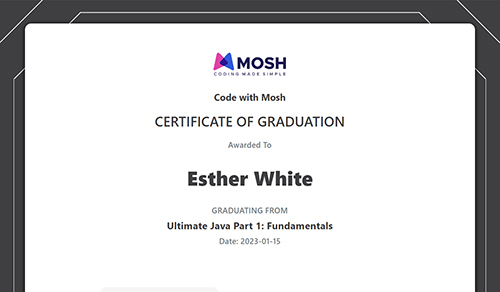 MOSH
CODING MADE SIMPLE
Code with Mosh
CERTIFICATE OF GRADUATION
Awarded To
Esther White
GRADUATING FROM
Ultimate Java Part 1: Fundamentals
Date: 2023-01-15